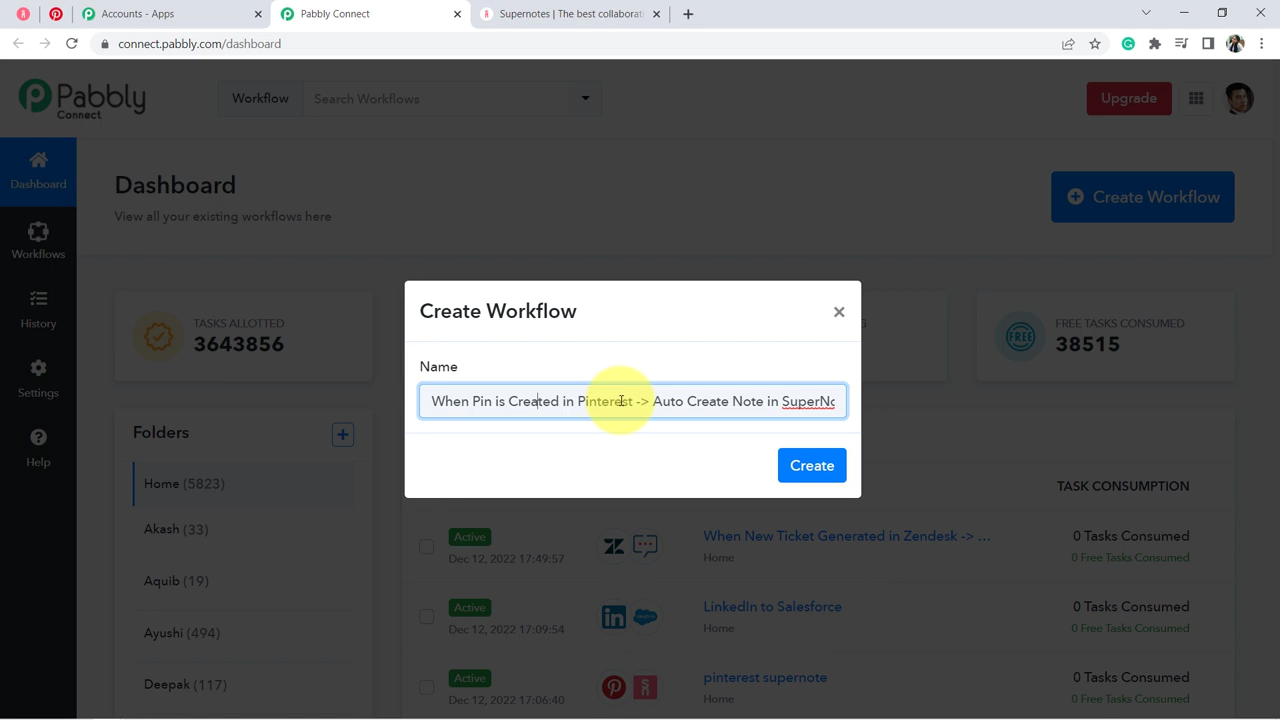 Accounts - Apps
Pabbly Connect
Supernotes | The best collaborati
connect.pabbly.com/dashboard
Pabbly
Connect
Workflow
Search Workflows
Upgrade
Dashboard
Workflows
History
Settings
Help
Dashboard
View all your existing workflows here
Create Workflow
TASKS ALLOTTED
3643856
FREE TASKS CONSUMED
38515
Create Workflow
Name
When Pin is Created in Pinterest -> Auto Create Note in SuperNo
Create
Folders
Home (5823)
Akash (33)
Aquib (19)
Ayushi (494)
Deepak (117)
TASK CONSUMPTION
Active
Dec 12, 2022 17:49:57
When New Ticket Generated in Zendesk -> ...
Home
0 Tasks Consumed
0 Free Tasks Consumed
Active
Dec 12, 2022 17:09:54
LinkedIn to Salesforce
Home
0 Tasks Consumed
0 Free Tasks Consumed
Active
Dec 12, 2022 17:06:40
pinterest supernote
Home
0 Tasks Consumed
0 Free Tasks Consumed